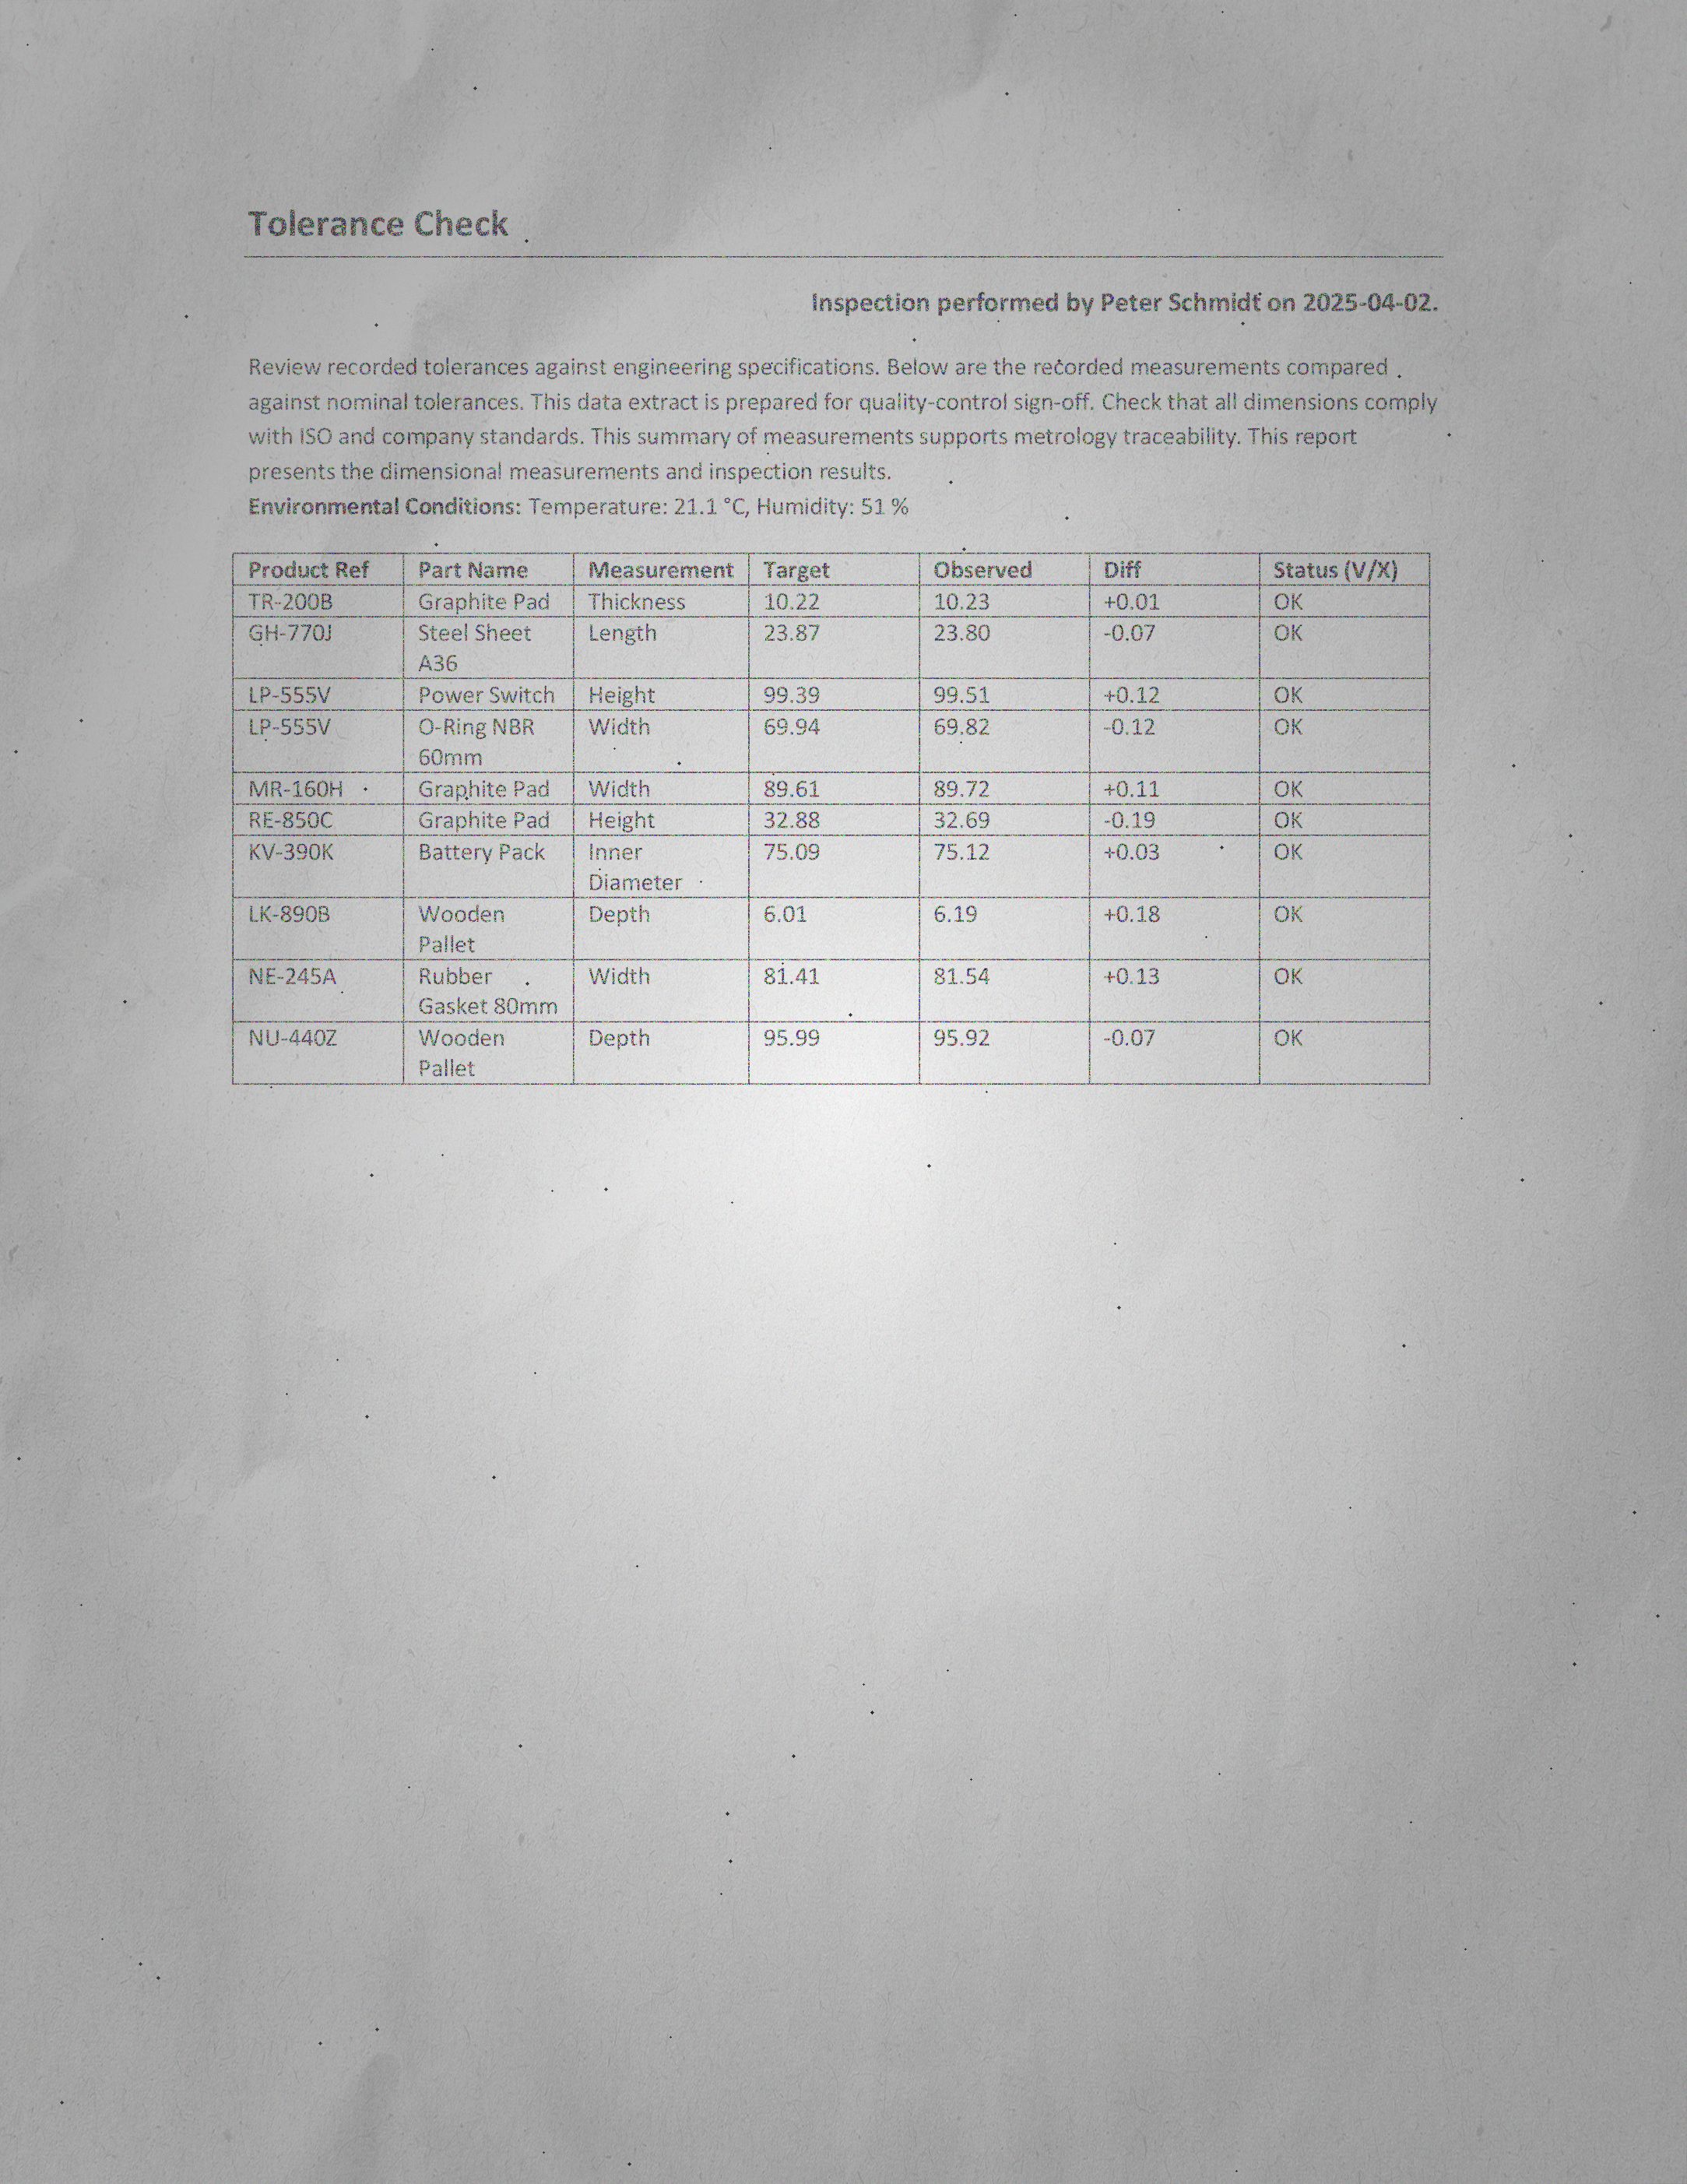 Tolerance Check
Inspection performed by Peter Schmidt on 2025-04-02.
Review recorded tolerances against engineering specifications. Below are the recorded measurements compared
against nominal tolerances. This data extract is prepared for quality-control sign-off. Check that all dimensions comply
with ISO and company standards. This summary of measurements supports metrology traceability. This report
presents the dimensional measurements and inspection results.
Environmental Conditions: Temperature: 21.1 °C, Humidity: 51 %
Product Ref Part Name Measurement Target Observed Diff Status (V/X)
TR-200B Graphite Pad Thickness 10.22 10.23 +0.01 OK
GH-770J Steel Sheet Length 23.87 23.80 -0.07 OK
A36
LP-555V Power Switch Height 99.39 99.51 +0.12 OK
LP-555V O-Ring NBR Width 69.94 69.82 -0.12 OK
60mm
MR-160H Graphite Pad Width 89.61 89.72 +0.11 OK
RE-850C Graphite Pad Height 32.88 32.69 -0.19 OK
KV-390K Battery Pack Inner 75.09 75.12 +0.03 OK
Diameter
LK-890B Wooden Depth 6.01 6.19 +0.18 OK
Pallet
NE-245A Rubber Width 81.41 81.54 +0.13 OK
Gasket 80mm
NU-440Z Wooden Depth 95.99 95.92 -0.07 OK
Pallet